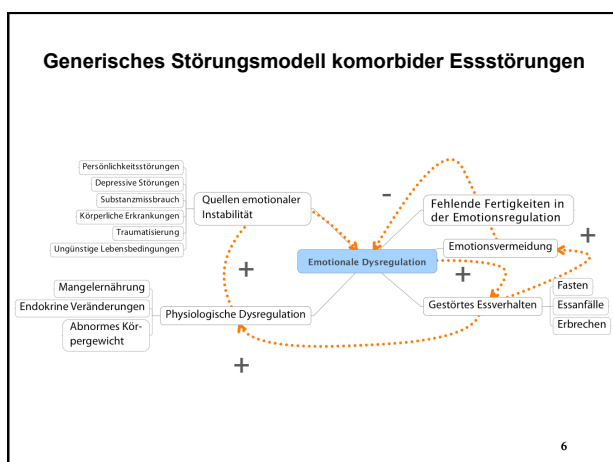 Generisches Störungsmodell komorbider Essstörungen
Persönlichkeitsstörungen
Depressive Störungen
Substanzmissbrauch
Körperliche Erkrankungen
Traumatisierung
Ungünstige Lebensbedingungen
Quellen emotionaler
Instabilität
-
Fehlende Fertigkeiten in
der Emotionsregulation
+
Emotionsvermeidung
Emotionale Dysregulation
+
+
Mangelernährung
Endokrine Veränderungen
Abnormes Kör-
pergewicht
Physiologische Dysregulation
Gestörtes Essverhalten
Fasten
Essanfälle
Erbrechen
+
6